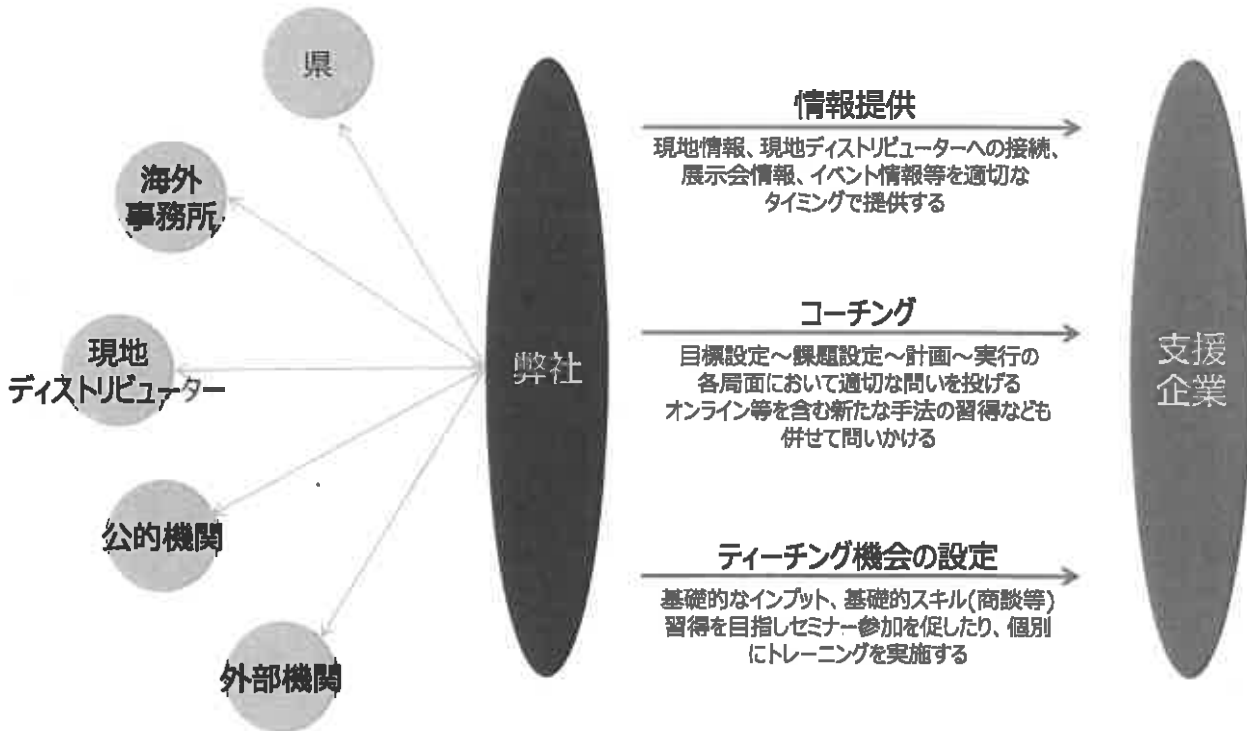 県
海外
事務所
現地
ディストリビューター
公的機関
外部機関
弊社
情報提供
現地情報、現地ディストリビューターへの接続、
展示会情報、イベント情報等を適切な
タイミングで提供する
コーチング
目標設定～課題設定～計画～実行の
各局面において適切な問いを投げる
オンライン等を含む新たな手法の習得なども
併せて問いかける
ティーチング機会の設定
基礎的なインプット、基礎的スキル(商談等)
習得を目指しセミナー参加を促したり、個別
にトレーニングを実施する
支援
企業